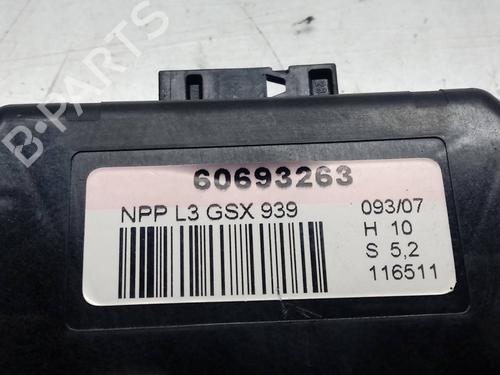 B-PARTS
60693263
NPP L3 GSX 939
093/07
H 10
S 5,2
116511